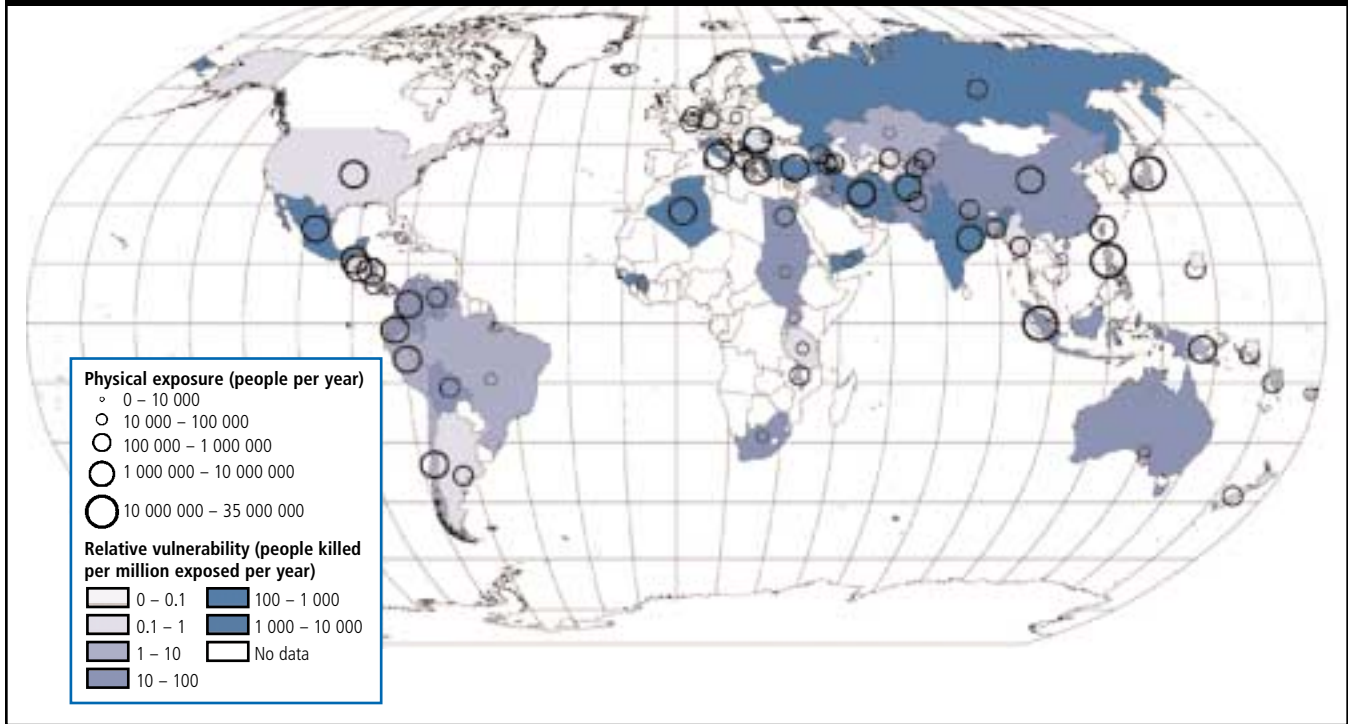 Physical exposure (people per year)
0 – 10 000
10 000 – 100 000
100 000 – 1 000 000
1 000 000 – 10 000 000
10 000 000 – 35 000 000
Relative vulnerability (people killed
per million exposed per year)
0 – 0.1
0.1 – 1
1 – 10
10 – 100
100 – 1 000
1 000 – 10 000
No data